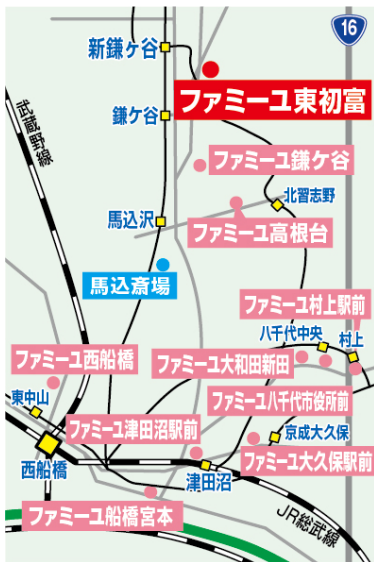 16
新鎌ヶ谷
ファミーユ東初富
武蔵野線
鎌ケ谷
ファミーユ鎌ケ谷
北習志野
馬込沢
ファミーユ高根台
馬込斎場
ファミーユ村上駅前
八千代中央
村上
ファミーユ西船橋
ファミーユ大和田新田
東中山
ファミーユ八千代市役所前
ファミーユ津田沼駅前
京成大久保
西船橋
津田沼
ファミーユ大久保駅前
ファミーユ船橋宮本
JR総武線